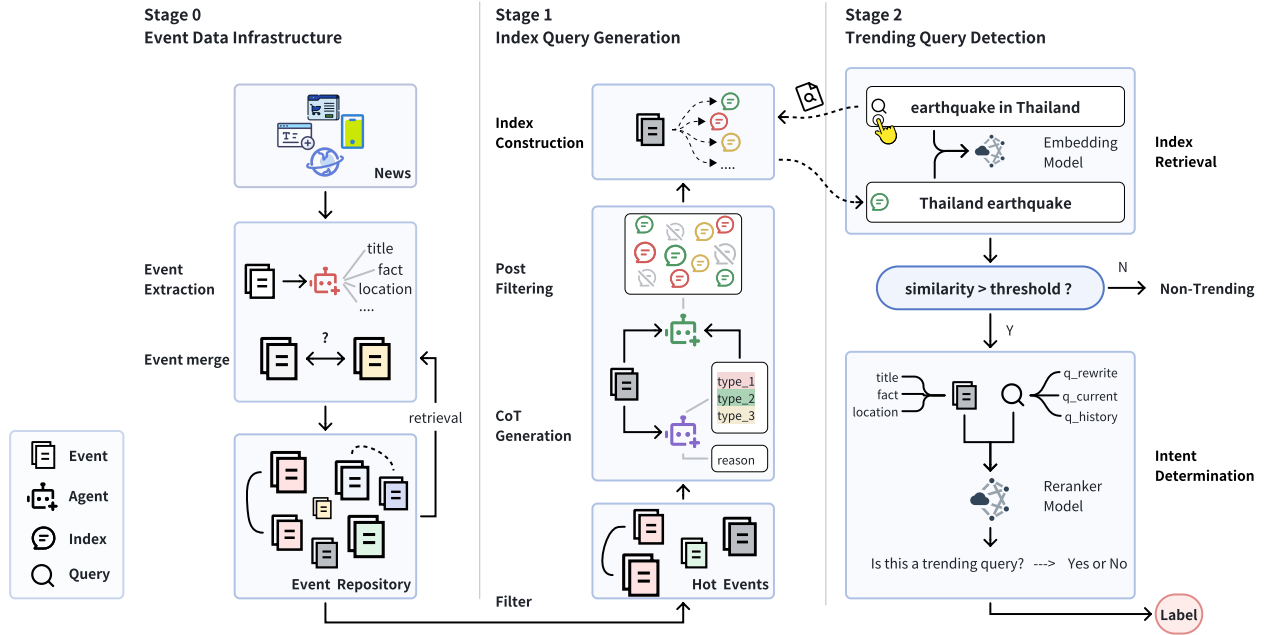 Stage 0
Event Data Infrastructure
News
Event
Extraction
title
fact
location
....
Event merge
?
retrieval
Event Repository
Event
Agent
Index
Query
Stage 1
Index Query Generation
Index
Construction
....
Post
Filtering
CoT
Generation
type_1
type_2
type_3
reason
Hot Events
Filter
Stage 2
Trending Query Detection
earthquake in Thailand
Embedding
Model
Thailand earthquake
Index
Retrieval
similarity > threshold ?
N
Non-Trending
Y
title
fact
location
q_rewrite
q_current
q_history
Reranker
Model
Intent
Determination
Is this a trending query? ---> Yes or No
Label